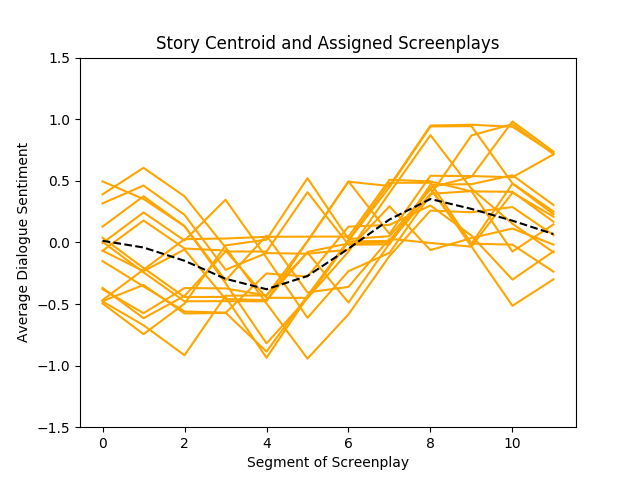 Story Centroid and Assigned Screenplays
1.5
1.0
0.5
0.0
−0.5
−1.0
−1.5
Average Dialogue Sentiment
0 2 4 6 8 10
Segment of Screenplay